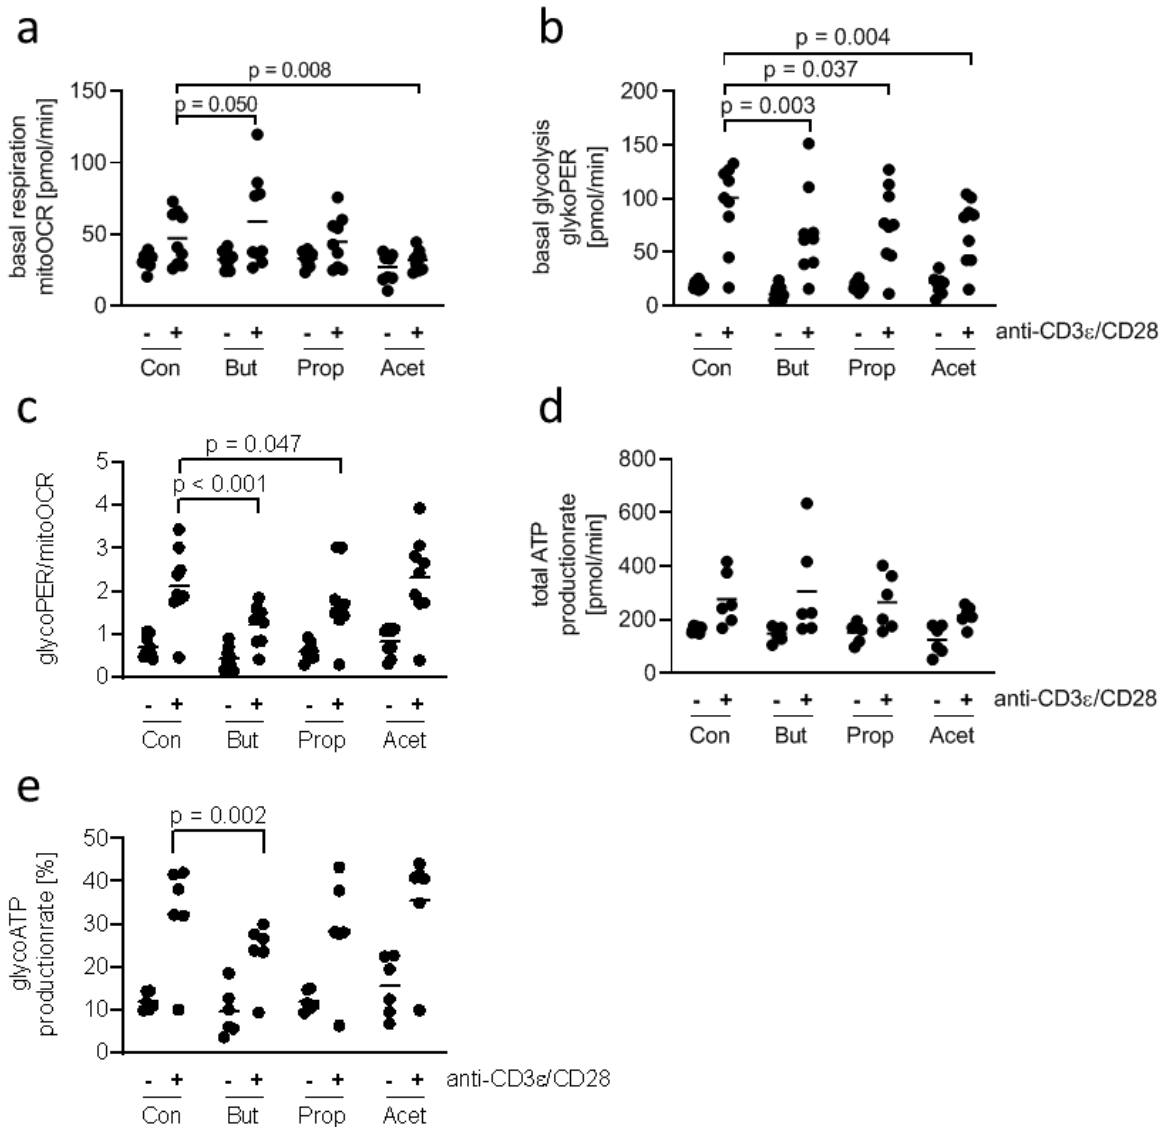 a
p = 0.008
p = 0.050
150
100
50
0
basal respiration
mitoOCR [pmol/min]
- + - + - + - +
Con But Prop Acet
b
p = 0.004
p = 0.037
p = 0.003
200
150
100
50
0
basal glycolysis
glykoPER
[pmol/min]
- + - + - + - + anti-CD3ε/CD28
Con But Prop Acet
c
p = 0.047
p < 0.001
5
4
3
2
1
0
glycoPER/mitoOCR
- + - + - + - +
Con But Prop Acet
d
800
600
400
200
0
total ATP
productionrate
[pmol/min]
- + - + - + - + anti-CD3ε/CD28
Con But Prop Acet
e
p = 0.002
50
40
30
20
10
0
glycoATP
productionrate [%]
- + - + - + - + anti-CD3ε/CD28
Con But Prop Acet